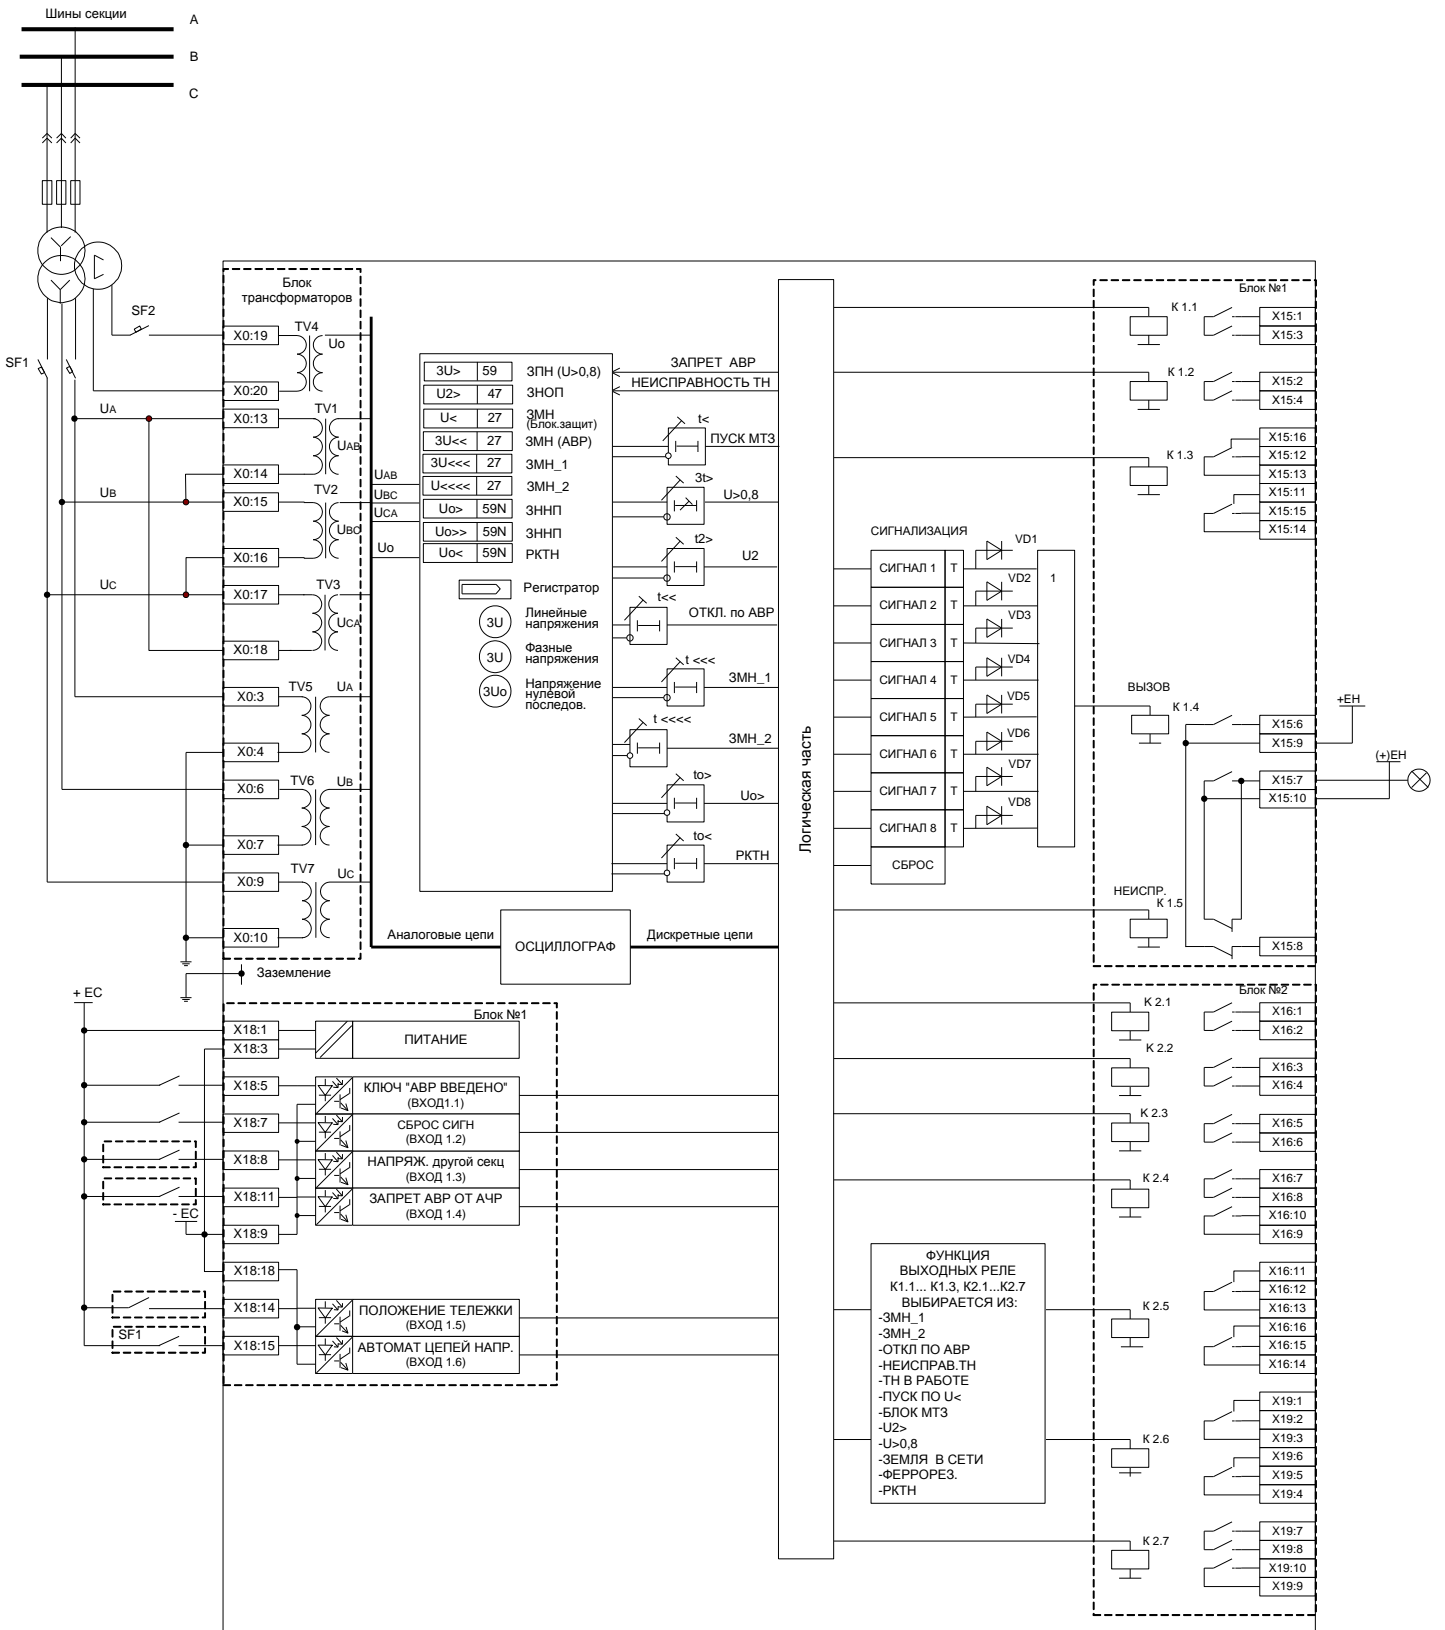 Шины секции
A
B
C
SF2
SF1
UA
UB
UC
Блок
трансформаторов
X0:19
TV4
Uo
X0:20
X0:13
TV1
UAB
X0:14
X0:15
TV2
UBC
X0:16
X0:17
TV3
UCA
X0:18
X0:3
TV5
UA
X0:4
X0:6
TV6
UB
X0:7
X0:9
TV7
UC
X0:10
Заземление
UAB
UBC
UCA
Uo
3U> 59 ЗПН (U>0,8)
U2> 47 ЗНОП
U< 27 ЗМН
(Блок.защит)
3U<< 27 ЗМН (АВР)
3U<<< 27 ЗМН_1
U<<<< 27 ЗМН_2
Uo> 59N ЗННП
Uo>> 59N ЗННП
Uo< 59N РКТН
Регистратор
3U Линейные
напряжения
3U Фазные
напряжения
3Uo Напряжение
нулевой
последов.
ЗАПРЕТ АВР
НЕИСПРАВНОСТЬ ТН
t<
ПУСК МТЗ
3t>
U>0,8
t2>
U2
t<<
ОТКЛ. по АВР
t <<<
ЗМН_1
t <<<<
ЗМН_2
to>
Uo>
to<
РКТН
Аналоговые цепи
ОСЦИЛЛОГРАФ
Дискретные цепи
Логическая часть
СИГНАЛИЗАЦИЯ
СИГНАЛ 1 T VD1
СИГНАЛ 2 T VD2
СИГНАЛ 3 T VD3
СИГНАЛ 4 T VD4
СИГНАЛ 5 T VD5
СИГНАЛ 6 T VD6
СИГНАЛ 7 T VD7
СИГНАЛ 8 T VD8
СБРОС
1
Блок №1
К 1.1
X15:1
X15:3
К 1.2
X15:2
X15:4
К 1.3
X15:16
X15:12
X15:13
X15:11
X15:15
X15:14
ВЫЗОВ
К 1.4
X15:6
X15:9
+ЕН
X15:7
X15:10
(+)ЕН
НЕИСПР.
К 1.5
X15:8
+ ЕС
- ЕС
SF1
Блок №1
X18:1
X18:3
ПИТАНИЕ
X18:5
КЛЮЧ "АВР ВВЕДЕНО"
(ВХОД1.1)
X18:7
СБРОС СИГН
(ВХОД 1.2)
X18:8
НАПРЯЖ. другой секц
(ВХОД 1.3)
X18:11
ЗАПРЕТ АВР ОТ АЧР
(ВХОД 1.4)
X18:9
X18:18
X18:14
ПОЛОЖЕНИЕ ТЕЛЕЖКИ
(ВХОД 1.5)
X18:15
АВТОМАТ ЦЕПЕЙ НАПР.
(ВХОД 1.6)
ФУНКЦИЯ
ВЫХОДНЫХ РЕЛЕ
К1.1... К1.3, К2.1...К2.7
ВЫБИРАЕТСЯ ИЗ:
-ЗМН_1
-ЗМН_2
-ОТКЛ ПО АВР
-НЕИСПРАВ.ТН
-ТН В РАБОТЕ
-ПУСК ПО U<
-БЛОК МТЗ
-U2>
-U>0,8
-ЗЕМЛЯ В СЕТИ
-ФЕРРОРЕЗ.
-РКТН
Блок №2
К 2.1
X16:1
X16:2
К 2.2
X16:3
X16:4
К 2.3
X16:5
X16:6
К 2.4
X16:7
X16:8
X16:10
X16:9
К 2.5
X16:11
X16:12
X16:13
X16:16
X16:15
X16:14
К 2.6
X19:1
X19:2
X19:3
X19:6
X19:5
X19:4
К 2.7
X19:7
X19:8
X19:10
X19:9